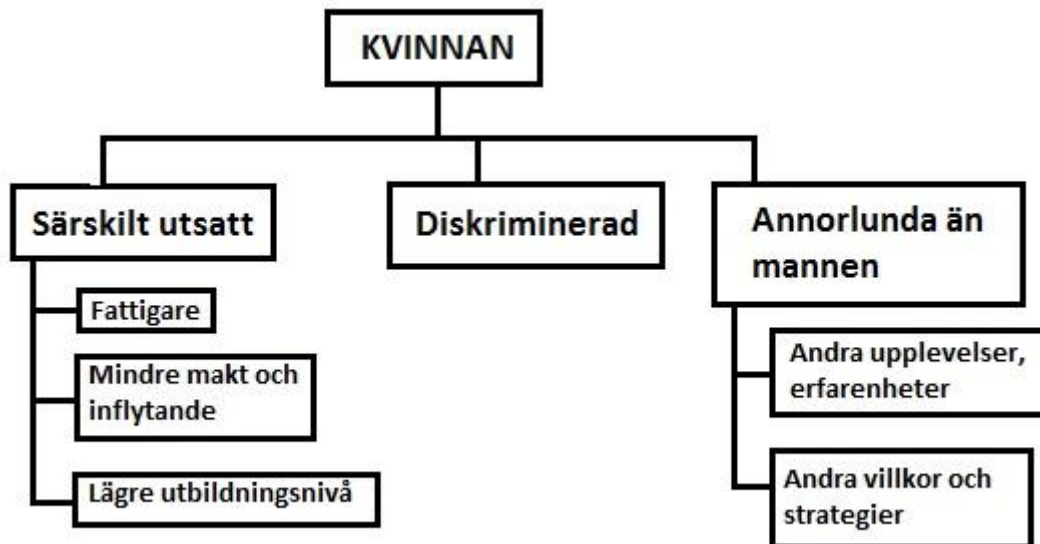 KVINNAN
Särskilt utsatt
Fattigare
Mindre makt och
inflytande
Lägre utbildningsnivå
Diskriminerad
Annorlunda än
mannen
Andra upplevelser,
erfarenheter
Andra villkor och
strategier